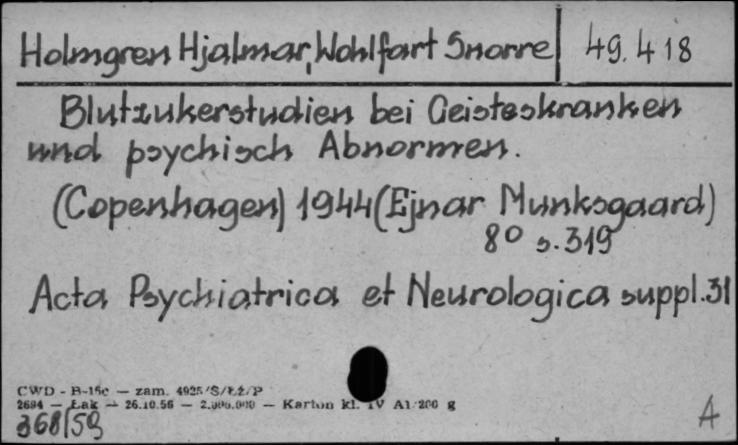 Holmgren Hjalmar, Wohlfart Snorre 49.418
Blutzukerstudien bei Geisteskranken
und psychisch Abnormen.
(Copenhagen) 1944 (Ejnar Munksgaard)
8° s. 319
Acta Psychiatrica et Neurologica suppl. 31
CWD - B-15c — zam. 4925/S/ŁŻ/P
2694 — Łak — 26.10.56 — 2.000.000 — Karton kl. IV A1/200 g
368/59 A